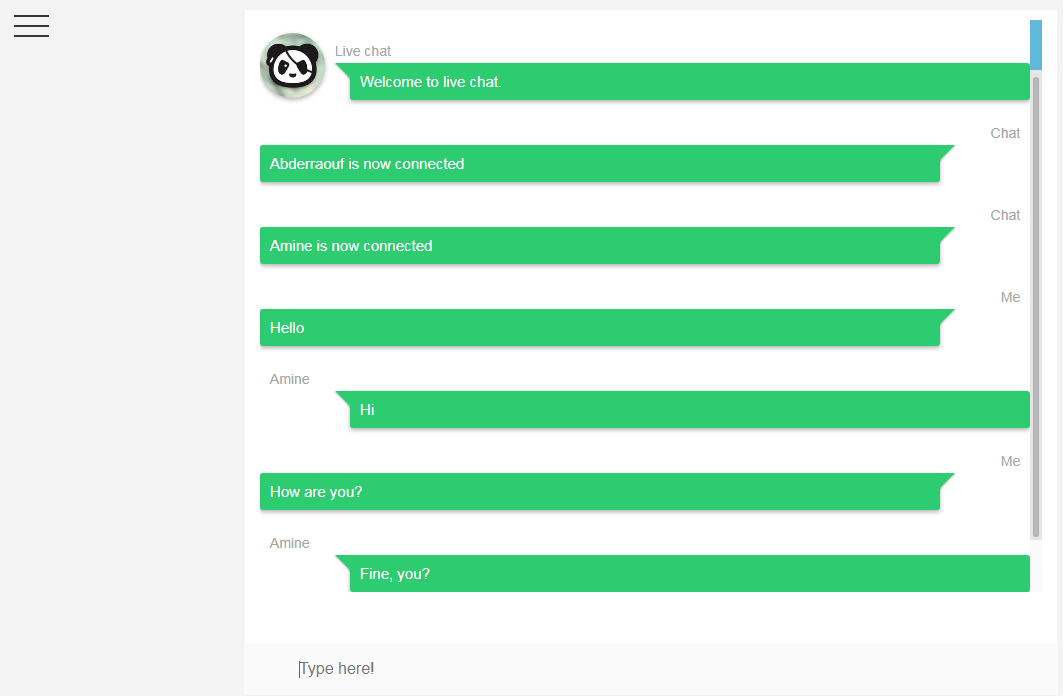 Live chat
Welcome to live chat.
Chat
Abderraouf is now connected
Chat
Amine is now connected
Me
Hello
Amine
Hi
Me
How are you?
Amine
Fine, you?
Type here!